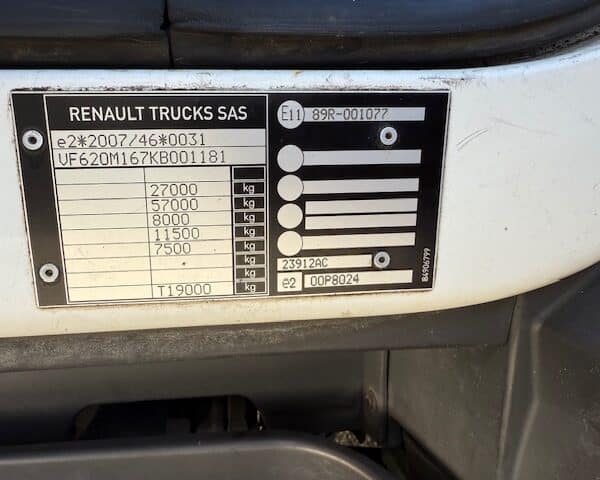 RENAULT TRUCKS SAS
e2*2007/46*0031
VF620M167KB001181
27000 kg
57000 kg
8000 kg
11500 kg
7500 kg
kg
T19000 kg
E11 89R-001077
23912AC
e2 00P8024
84906799